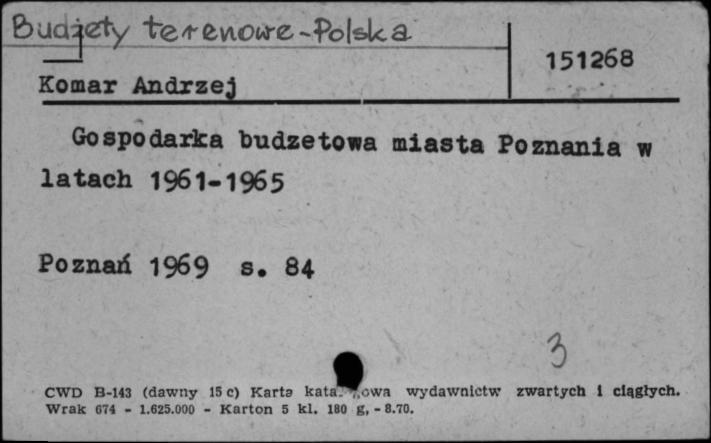 Budżety terenowe - Polska
151268
Komar Andrzej
Gospodarka budzetowa miasta Poznania w
latach 1961-1965
Poznań 1969 s. 84
3
CWD B-143 (dawny 15 c) Karta wydawnictw zwartych i ciągłych.
Wrak 674 - 1.625.000 - Karton 5 kl. 180 g, - 8.70.